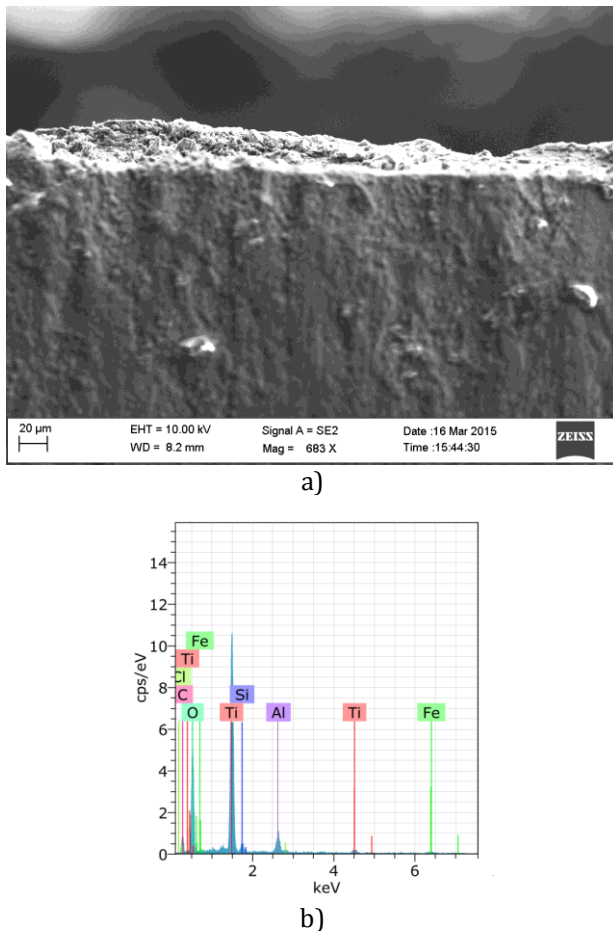 20 µm
EHT = 10.00 kV
Signal A = SE2
Date :16 Mar 2015
WD = 8.2 mm
Mag = 683 X
Time :15:44:30
ZEISS
a)
14
12
10
8
6
4
2
0
cps/eV
Fe
Ti
Cl
C
Si
O
Ti
Al
Ti
Fe
2
4
6
keV
b)